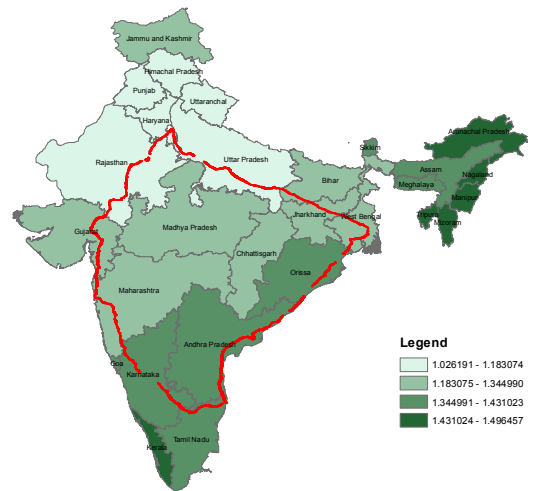 Jammu and Kashmir
Himachal Pradesh
Punjab
Uttaranchal
Haryana
Arunachal Pradesh
Sikkim
Rajasthan
Uttar Pradesh
Assam
Nagaland
Bihar
Meghalaya
Manipur
Jharkhand
West Bengal
Tripura
Mizoram
Gujarat
Madhya Pradesh
Chhattisgarh
Orissa
Maharashtra
Legend
Andhra Pradesh
Goa
Karnataka
1.026191 - 1.183074
1.183075 - 1.344990
1.344991 - 1.431023
1.431024 - 1.496457
Tamil Nadu
Kerala